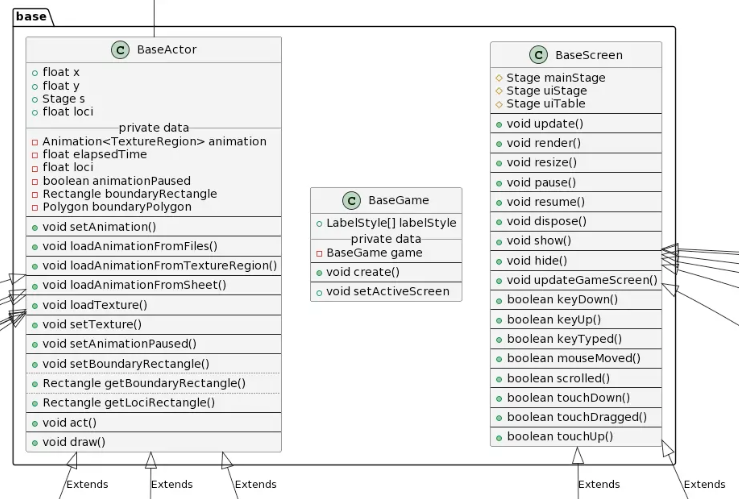 base
C BaseActor
float x
float y
Stage s
float loci
private data
Animation<TextureRegion> animation
float elapsedTime
float loci
boolean animationPaused
Rectangle boundaryRectangle
Polygon boundaryPolygon
void setAnimation()
void loadAnimationFromFiles()
void loadAnimationFromTextureRegion()
void loadAnimationFromSheet()
void loadTexture()
void setTexture()
void setAnimationPaused()
void setBoundaryRectangle()
Rectangle getBoundaryRectangle()
Rectangle getLociRectangle()
void act()
void draw()
C BaseGame
LabelStyle[] labelStyle
private data
BaseGame game
void create()
void setActiveScreen
C BaseScreen
Stage mainStage
Stage uiStage
Stage uiTable
void update()
void render()
void resize()
void pause()
void resume()
void dispose()
void show()
void hide()
void updateGameScreen()
boolean keyDown()
boolean keyUp()
boolean keyTyped()
boolean mouseMoved()
boolean scrolled()
boolean touchDown()
boolean touchDragged()
boolean touchUp()
Extends
Extends
Extends
Extends
Extends